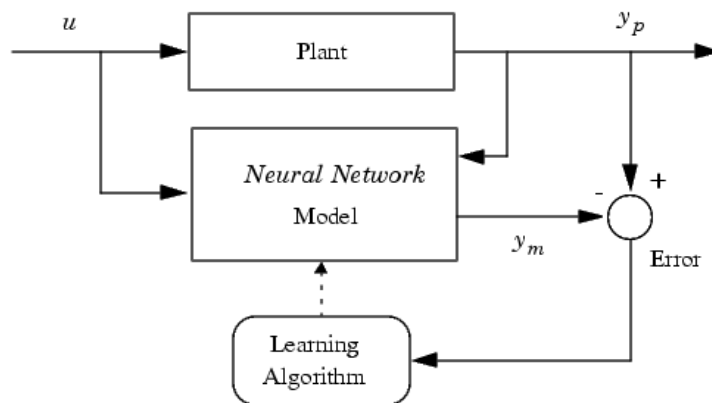 u
y_p
Plant
Neural Network
Model
- +
y_m
Error
Learning
Algorithm